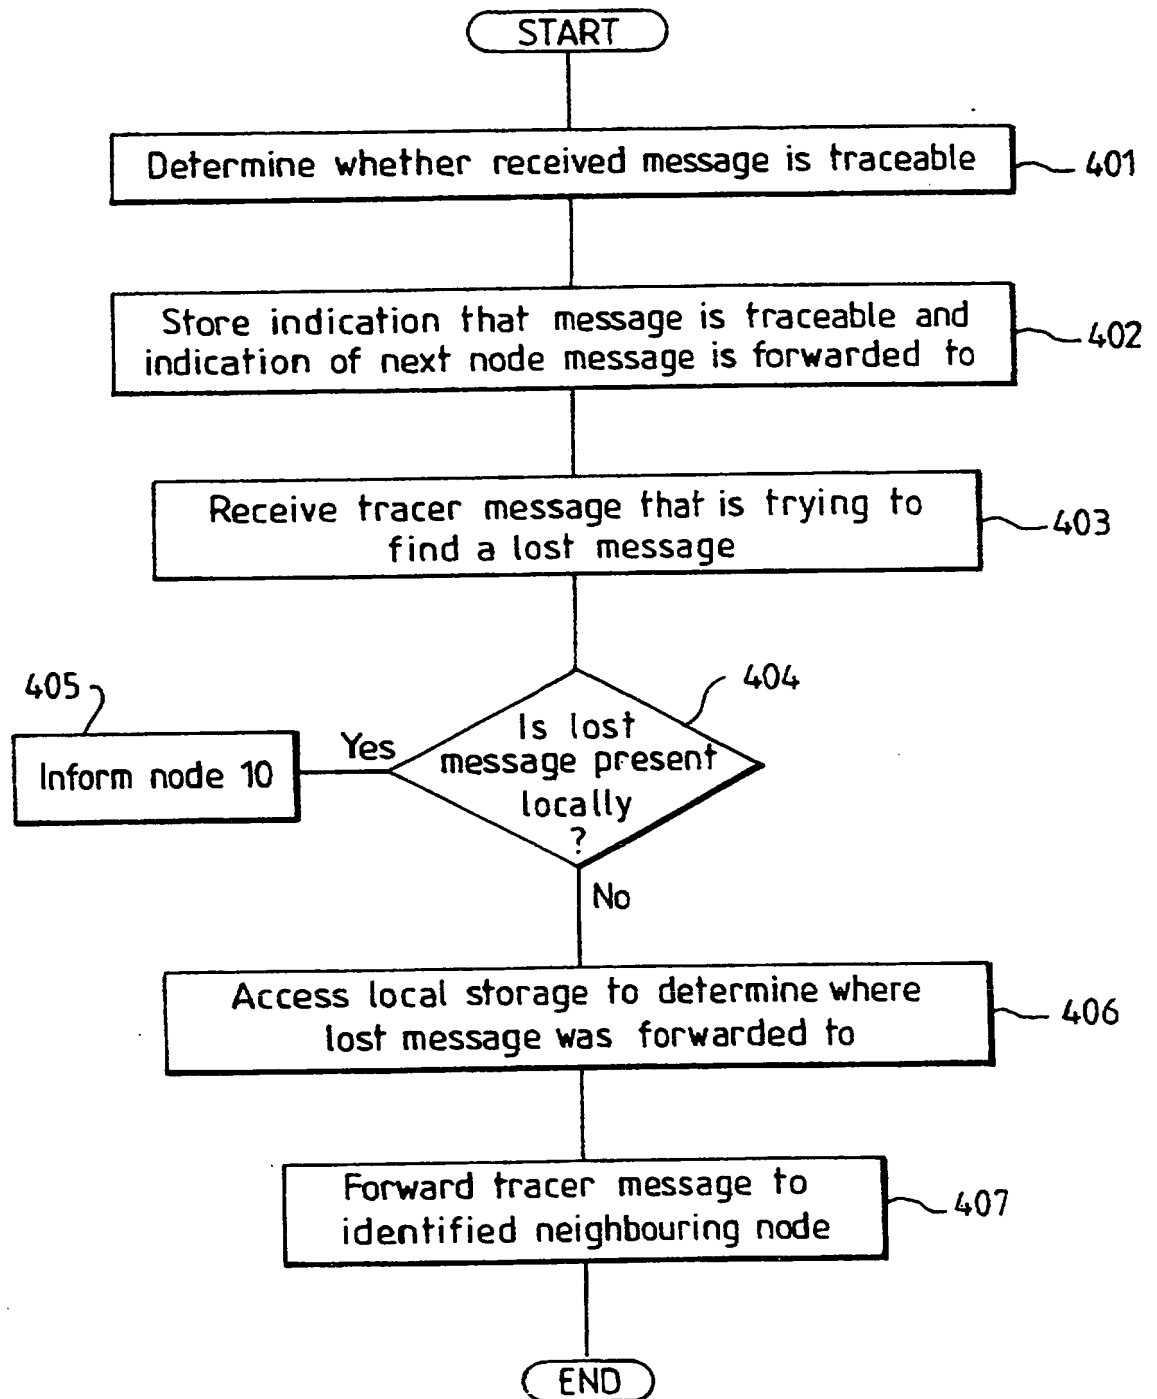 START
Determine whether received message is traceable
401
Store indication that message is traceable and
indication of next node message is forwarded to
402
Receive tracer message that is trying to
find a lost message
403
404
405
Is lost
message present
locally
?
Yes
Inform node 10
No
Access local storage to determine where
lost message was forwarded to
406
Forward tracer message to
identified neighbouring node
407
END